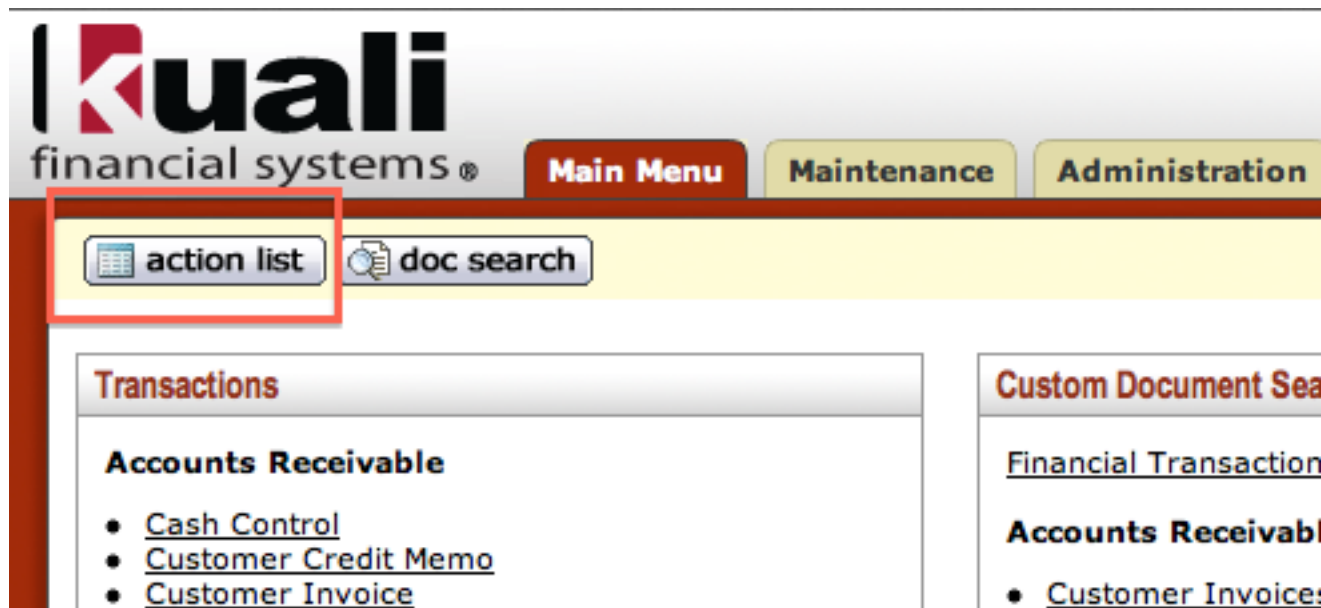 kuali
financial systems ®
Main Menu
Maintenance
Administration
action list
doc search
Transactions
Accounts Receivable
• Cash Control
• Customer Credit Memo
• Customer Invoice
Custom Document Sea
Financial Transaction
Accounts Receivabl
• Customer Invoices